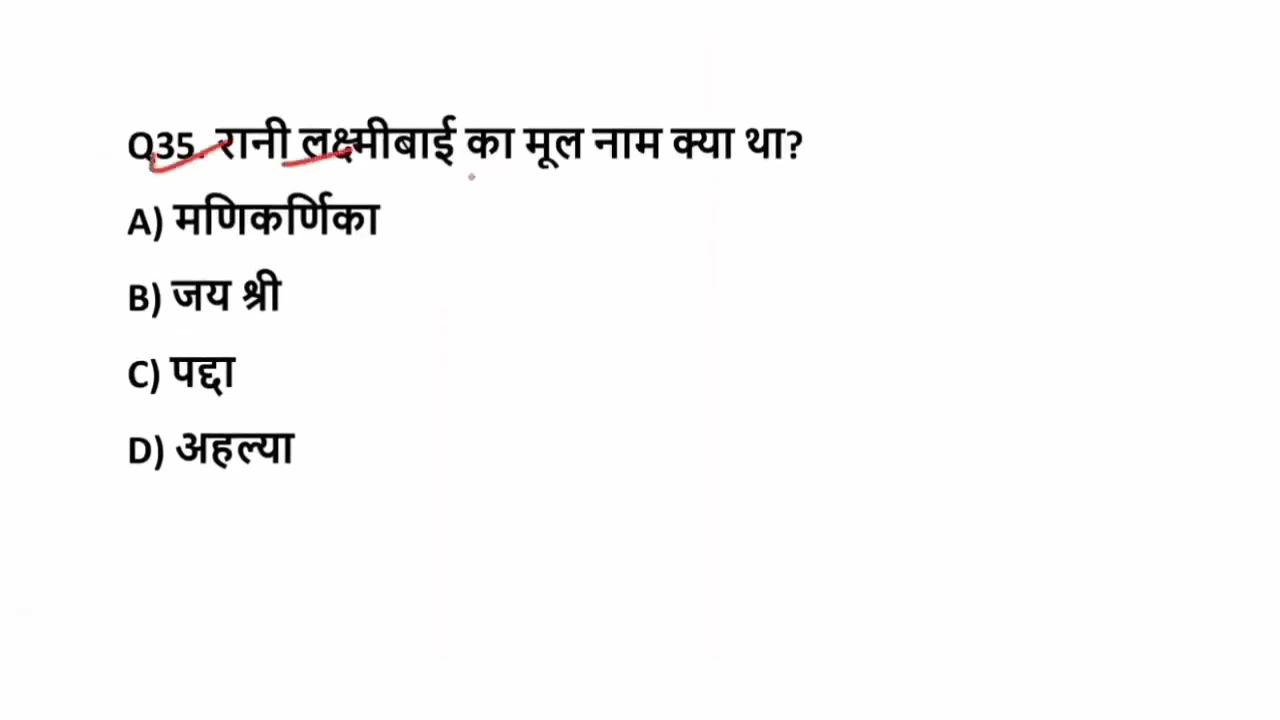 Q35. रानी लक्ष्मीबाई का मूल नाम क्या था?
A) मणिकर्णिका
B) जय श्री
C) पद्दा
D) अहल्या